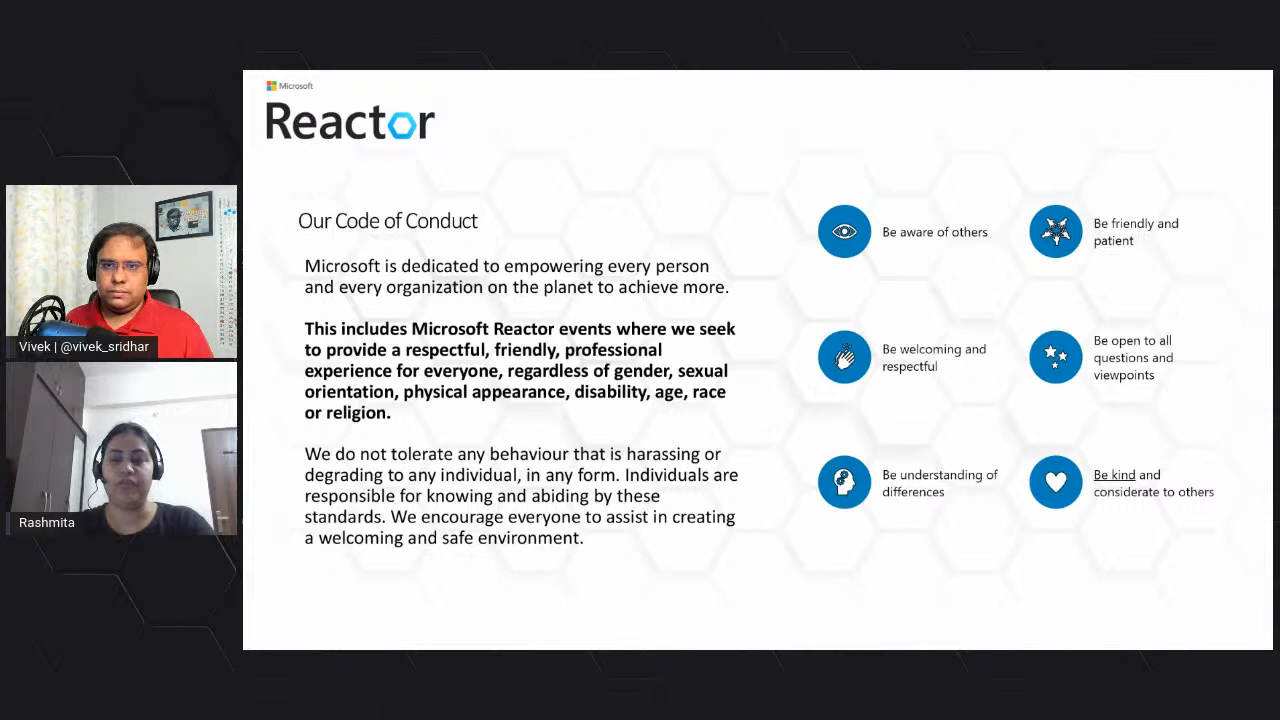 Microsoft
Reactor
Our Code of Conduct
Microsoft is dedicated to empowering every person
and every organization on the planet to achieve more.
This includes Microsoft Reactor events where we seek
to provide a respectful, friendly, professional
experience for everyone, regardless of gender, sexual
orientation, physical appearance, disability, age, race
or religion.
We do not tolerate any behaviour that is harassing or
degrading to any individual, in any form. Individuals are
responsible for knowing and abiding by these
standards. We encourage everyone to assist in creating
a welcoming and safe environment.
Be aware of others
Be friendly and
patient
Be welcoming and
respectful
Be open to all
questions and
viewpoints
Be understanding of
differences
Be kind and
considerate to others
Vivek | @vivek_sridhar
Rashmita